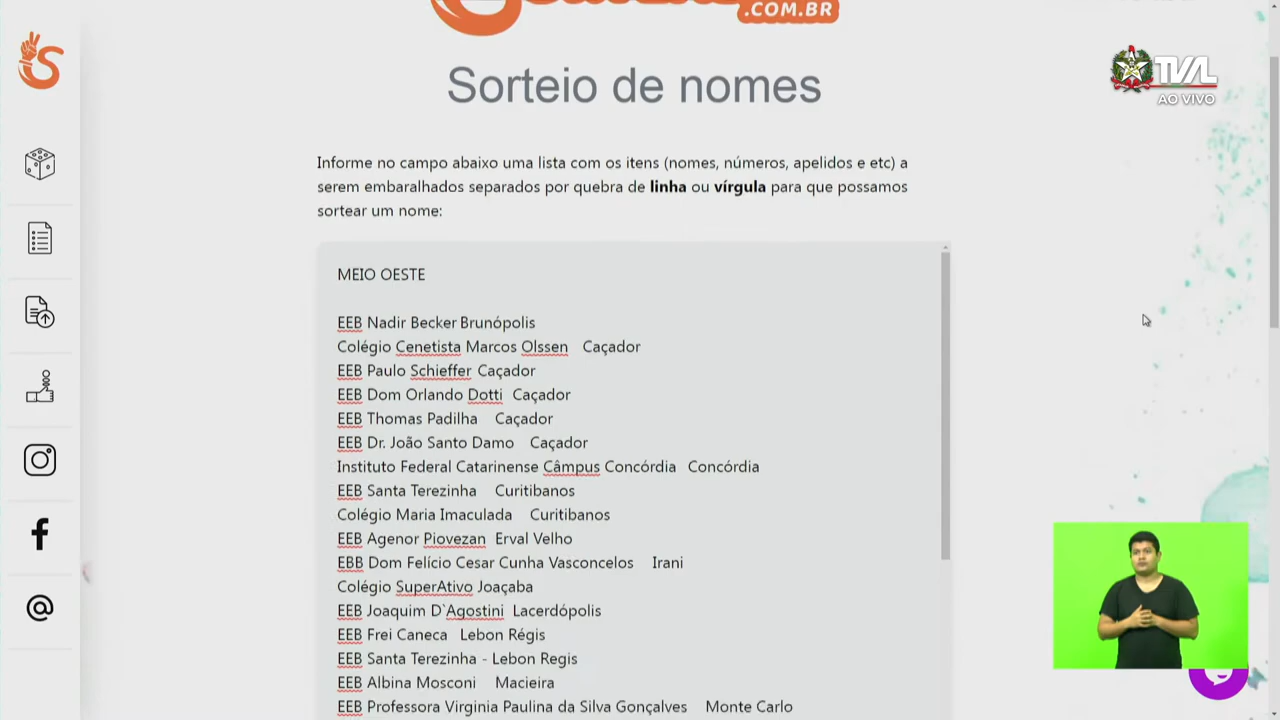 .COM.BR
Sorteio de nomes
TVAL
AO VIVO
Informe no campo abaixo uma lista com os itens (nomes, números, apelidos e etc) a
serem embaralhados separados por quebra de linha ou vírgula para que possamos
sortear um nome:
MEIO OESTE
EEB Nadir Becker Brunópolis
Colégio Cenetista Marcos Olssen Caçador
EEB Paulo Schieffer Caçador
EEB Dom Orlando Dotti Caçador
EEB Thomas Padilha Caçador
EEB Dr. João Santo Damo Caçador
Instituto Federal Catarinense Câmpus Concórdia Concórdia
EEB Santa Terezinha Curitibanos
Colégio Maria Imaculada Curitibanos
EEB Agenor Piovezan Erval Velho
EBB Dom Felício Cesar Cunha Vasconcelos Irani
Colégio SuperAtivo Joaçaba
EEB Joaquim D`Agostini Lacerdópolis
EEB Frei Caneca Lebon Régis
EEB Santa Terezinha - Lebon Regis
EEB Albina Mosconi Macieira
EEB Professora Virginia Paulina da Silva Gonçalves Monte Carlo